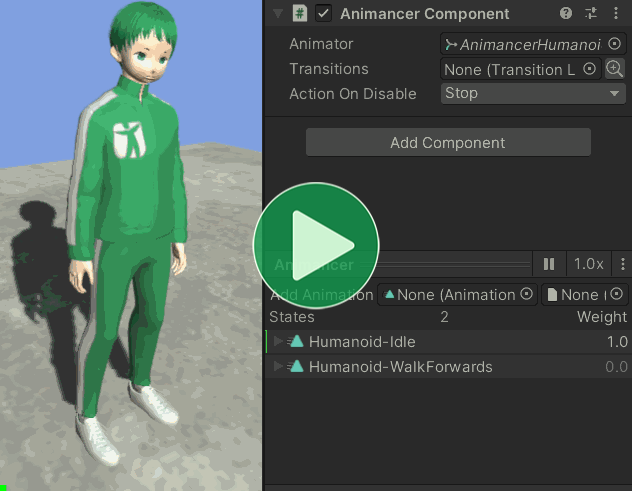 Animancer Component
Animator AnimancerHumanoi
Transitions None (Transition L
Action On Disable Stop
Add Component
Animancer 1.0x
Add Animation None (Animation None (
States 2 Weight
Humanoid-Idle 1.0
Humanoid-WalkForwards 0.0